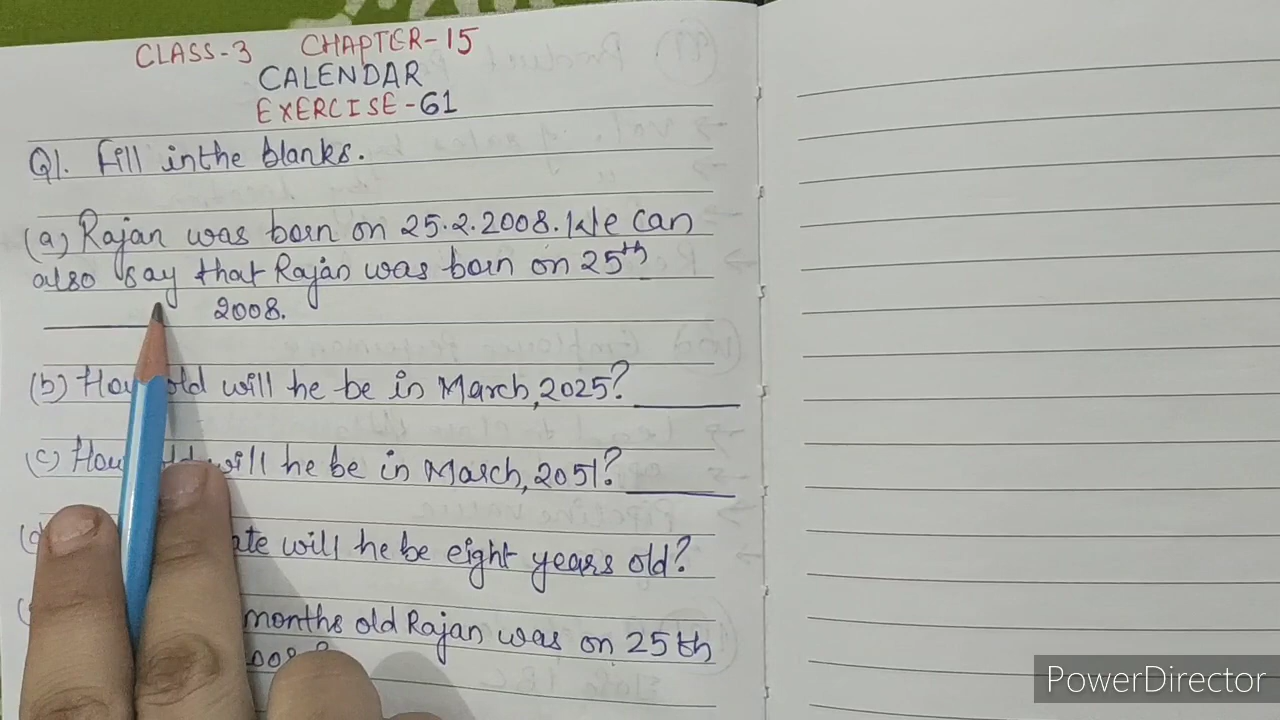 CLASS-3 CHAPTER-15
CALENDAR
EXERCISE-61
Q1. Fill in the blanks.
(a) Rajan was born on 25.2.2008. We can
also say that Rajan was born on 25th
2008.
(b) How old will he be in March, 2025?
(c) How will he be in March, 2051?
will he be eight years old?
months old Rajan was on 25th
PowerDirector